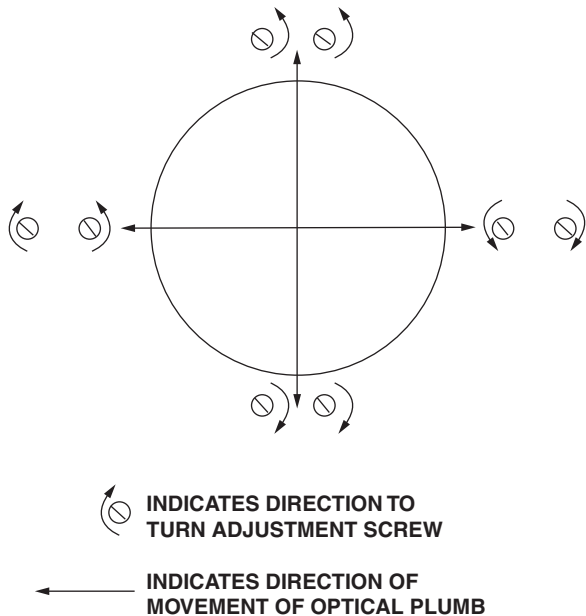 INDICATES DIRECTION TO
TURN ADJUSTMENT SCREW
INDICATES DIRECTION OF
MOVEMENT OF OPTICAL PLUMB